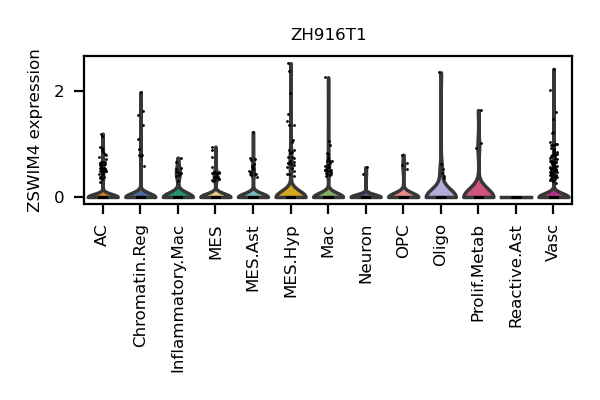 ZH916T1
ZSWIM4 expression
2
0
AC
Chromatin.Reg
Inflammatory.Mac
MES
MES.Ast
MES.Hyp
Mac
Neuron
OPC
Oligo
Prolif.Metab
Reactive.Ast
Vasc